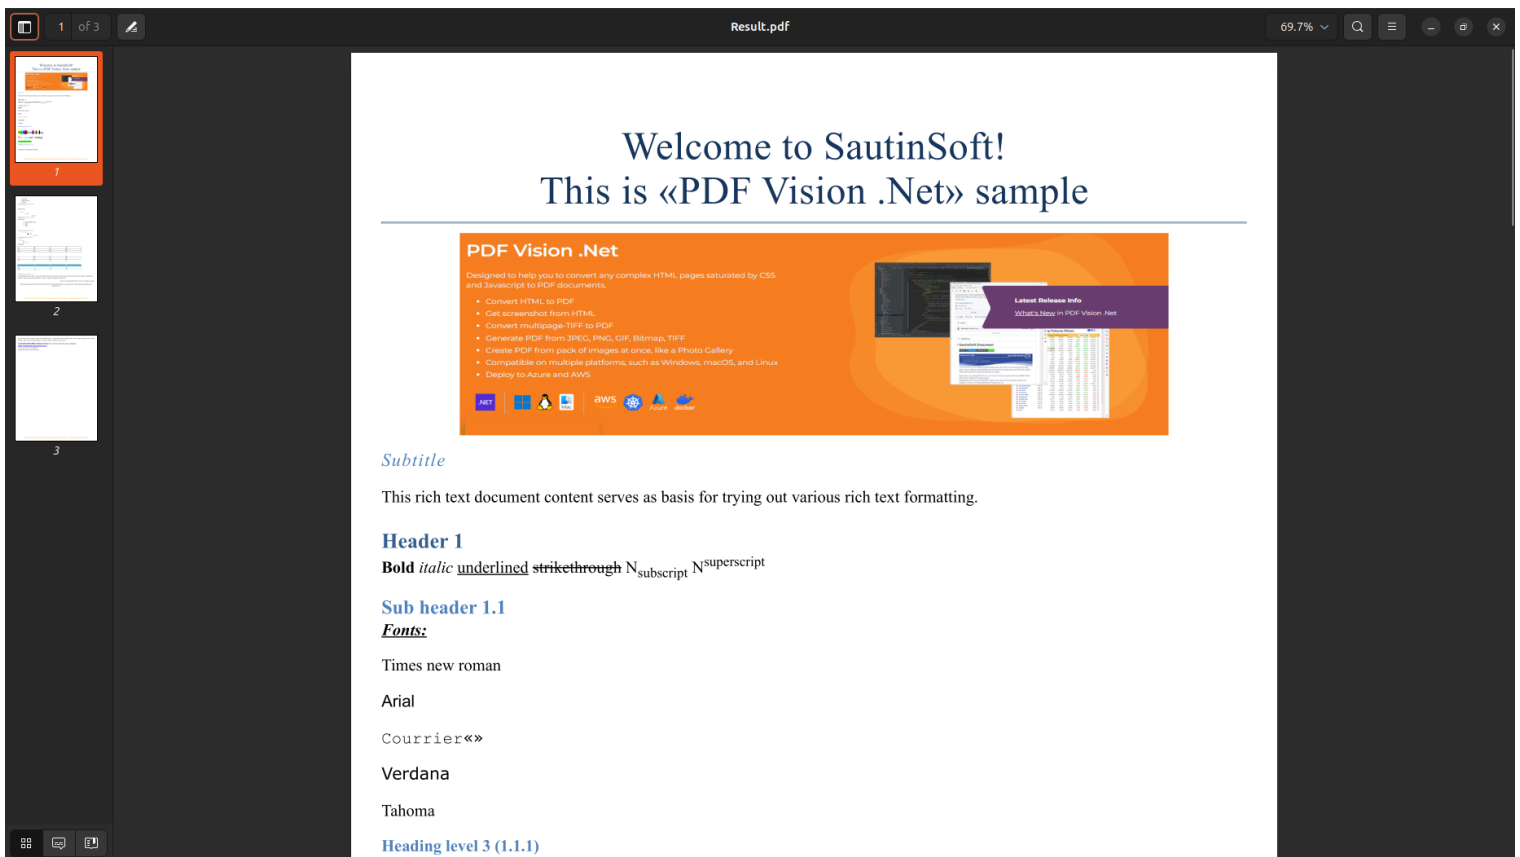 1 of 3
Result.pdf
69.7%
Welcome to SautinSoft!
This is «PDF Vision .Net» sample
PDF Vision .Net
Designed to help you to convert any complex HTML pages saturated by CSS
and Javascript to PDF documents.
• Convert HTML to PDF
• Get screenshot from HTML
• Convert multipage-TIFF to PDF
• Generate PDF from JPEG, PNG, GIF, Bitmap, TIFF
• Create PDF from pack of images at once, like a Photo Gallery
• Compatible on multiple platforms, such as Windows, macOS, and Linux
• Deploy to Azure and AWS
Latest Release Info
What's New in PDF Vision .Net
.NET
Mac
aws
Azure
docker
Subtitle
This rich text document content serves as basis for trying out various rich text formatting.
Header 1
Bold italic underlined strikethrough Nsubscript Nsuperscript
Sub header 1.1
Fonts:
Times new roman
Arial
Courrier«»
Verdana
Tahoma
Heading level 3 (1.1.1)
1
2
3